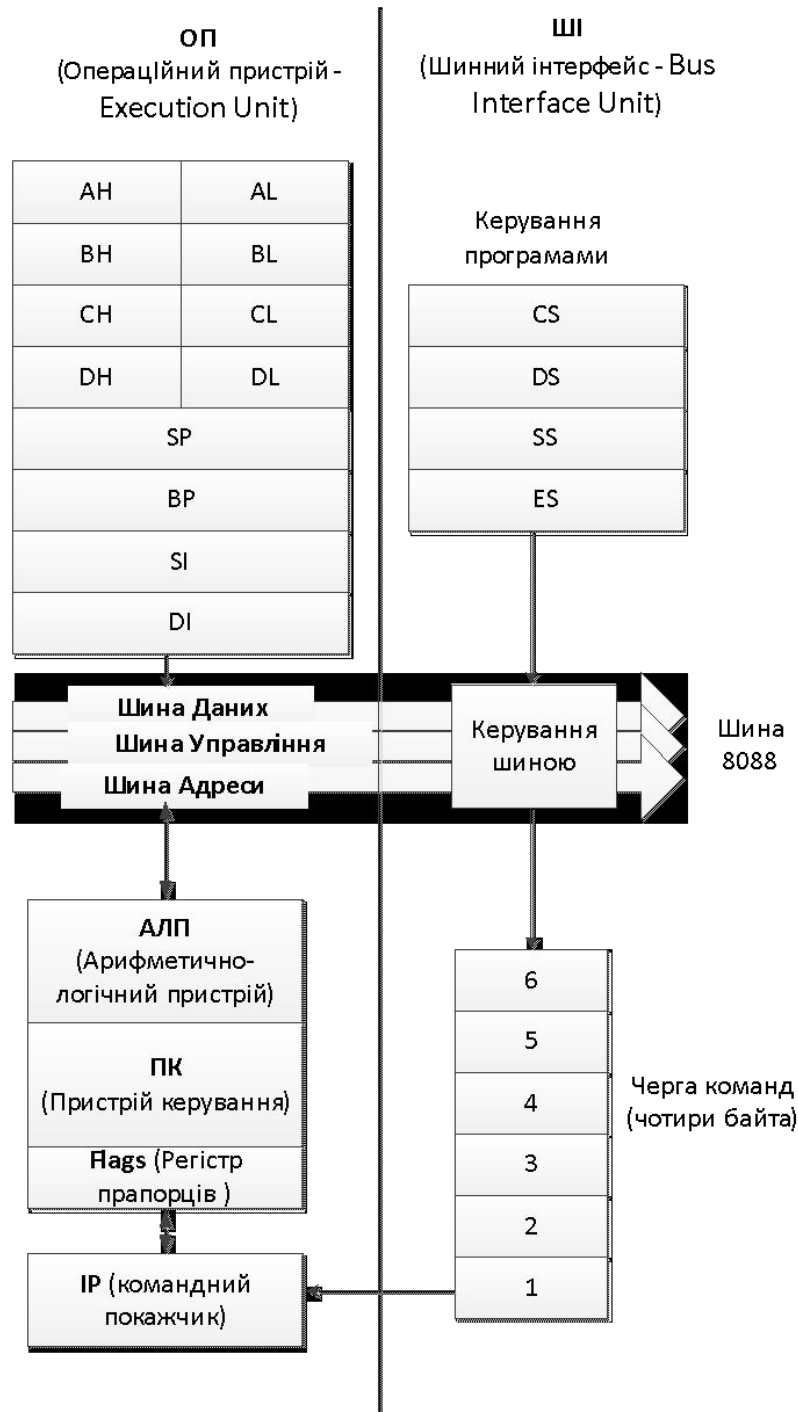 ОП
(Операційний пристрій -
Execution Unit)
ШІ
(Шинний інтерфейс - Bus
Interface Unit)
AH AL
BH BL
CH CL
DH DL
SP
BP
SI
DI
Керування
програмами
CS
DS
SS
ES
Шина Даних
Шина Управління
Шина Адреси
Керування
шиною
Шина
8088
АЛП
(Арифметично-
логічний пристрій)
ПК
(Пристрій керування)
Flags (Регістр
прапорців )
IP (командний
покажчик)
6
5
4
3
2
1
Черга команд
(чотири байта)